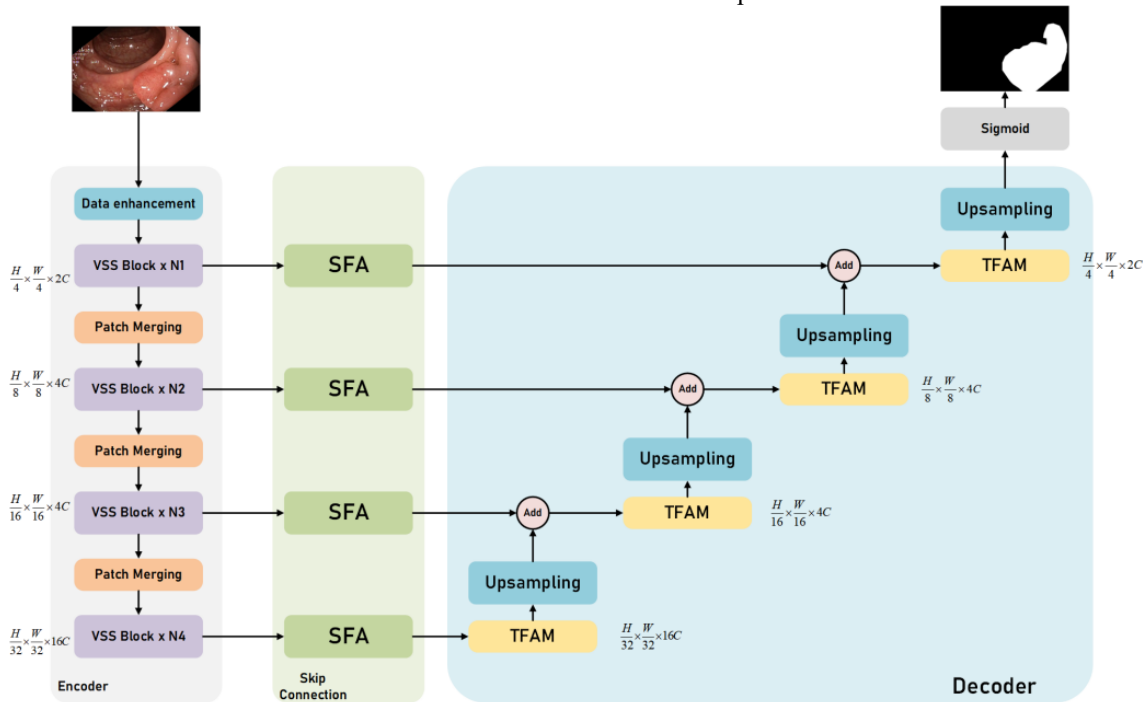 Sigmoid
Data enhancement
Upsampling
H/4 × W/4 × 2C
VSS Block x N1
SFA
Add
TFAM
H/4 × W/4 × 2C
Patch Merging
Upsampling
H/8 × W/8 × 4C
VSS Block x N2
SFA
Add
TFAM
H/8 × W/8 × 4C
Patch Merging
Upsampling
H/16 × W/16 × 4C
VSS Block x N3
SFA
Add
TFAM
H/16 × W/16 × 4C
Patch Merging
Upsampling
H/32 × W/32 × 16C
VSS Block x N4
SFA
TFAM
H/32 × W/32 × 16C
Encoder
Skip
Connection
Decoder